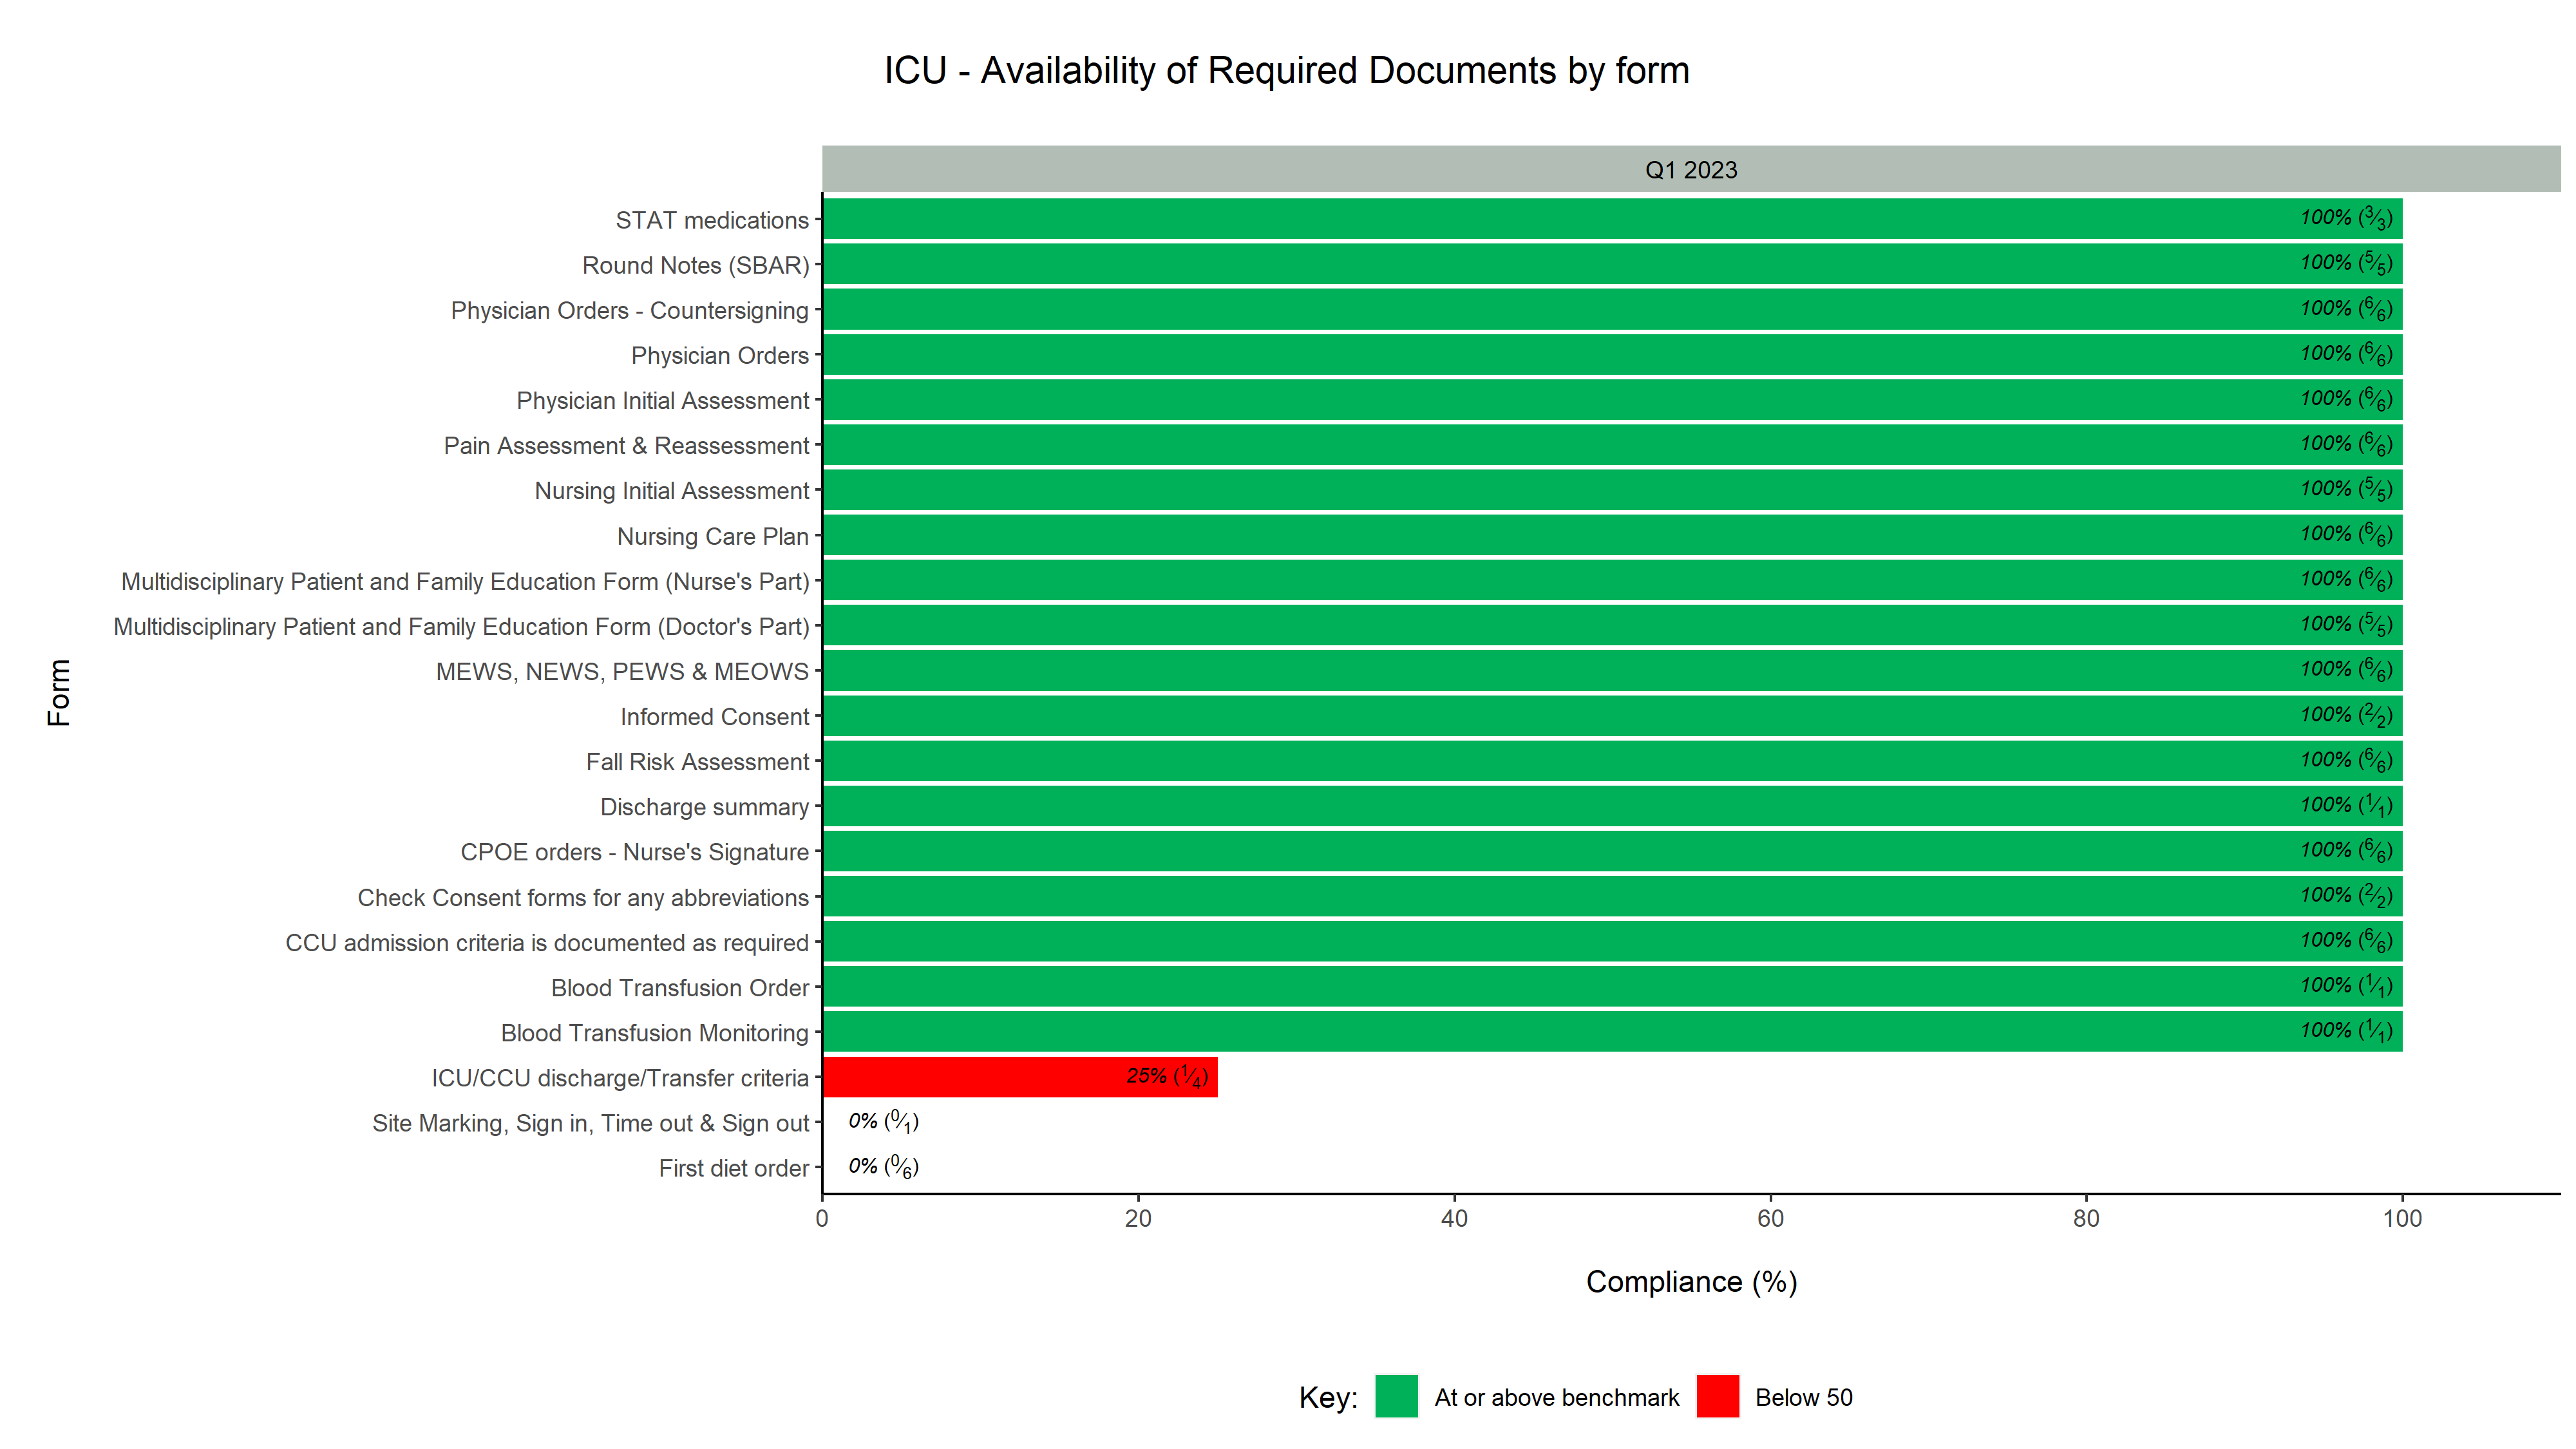 ICU - Availability of Required Documents by form
Q1 2023
STAT medications 100% (3/3)
Round Notes (SBAR) 100% (5/5)
Physician Orders - Countersigning 100% (6/6)
Physician Orders 100% (6/6)
Physician Initial Assessment 100% (6/6)
Pain Assessment & Reassessment 100% (6/6)
Nursing Initial Assessment 100% (5/5)
Nursing Care Plan 100% (6/6)
Multidisciplinary Patient and Family Education Form (Nurse's Part) 100% (6/6)
Multidisciplinary Patient and Family Education Form (Doctor's Part) 100% (5/5)
MEWS, NEWS, PEWS & MEOWS 100% (6/6)
Informed Consent 100% (2/2)
Fall Risk Assessment 100% (6/6)
Discharge summary 100% (1/1)
CPOE orders - Nurse's Signature 100% (6/6)
Check Consent forms for any abbreviations 100% (2/2)
CCU admission criteria is documented as required 100% (6/6)
Blood Transfusion Order 100% (1/1)
Blood Transfusion Monitoring 100% (1/1)
ICU/CCU discharge/Transfer criteria 25% (1/4)
Site Marking, Sign in, Time out & Sign out 0% (0/1)
First diet order 0% (0/6)
Form
0 20 40 60 80 100
Compliance (%)
Key: At or above benchmark Below 50